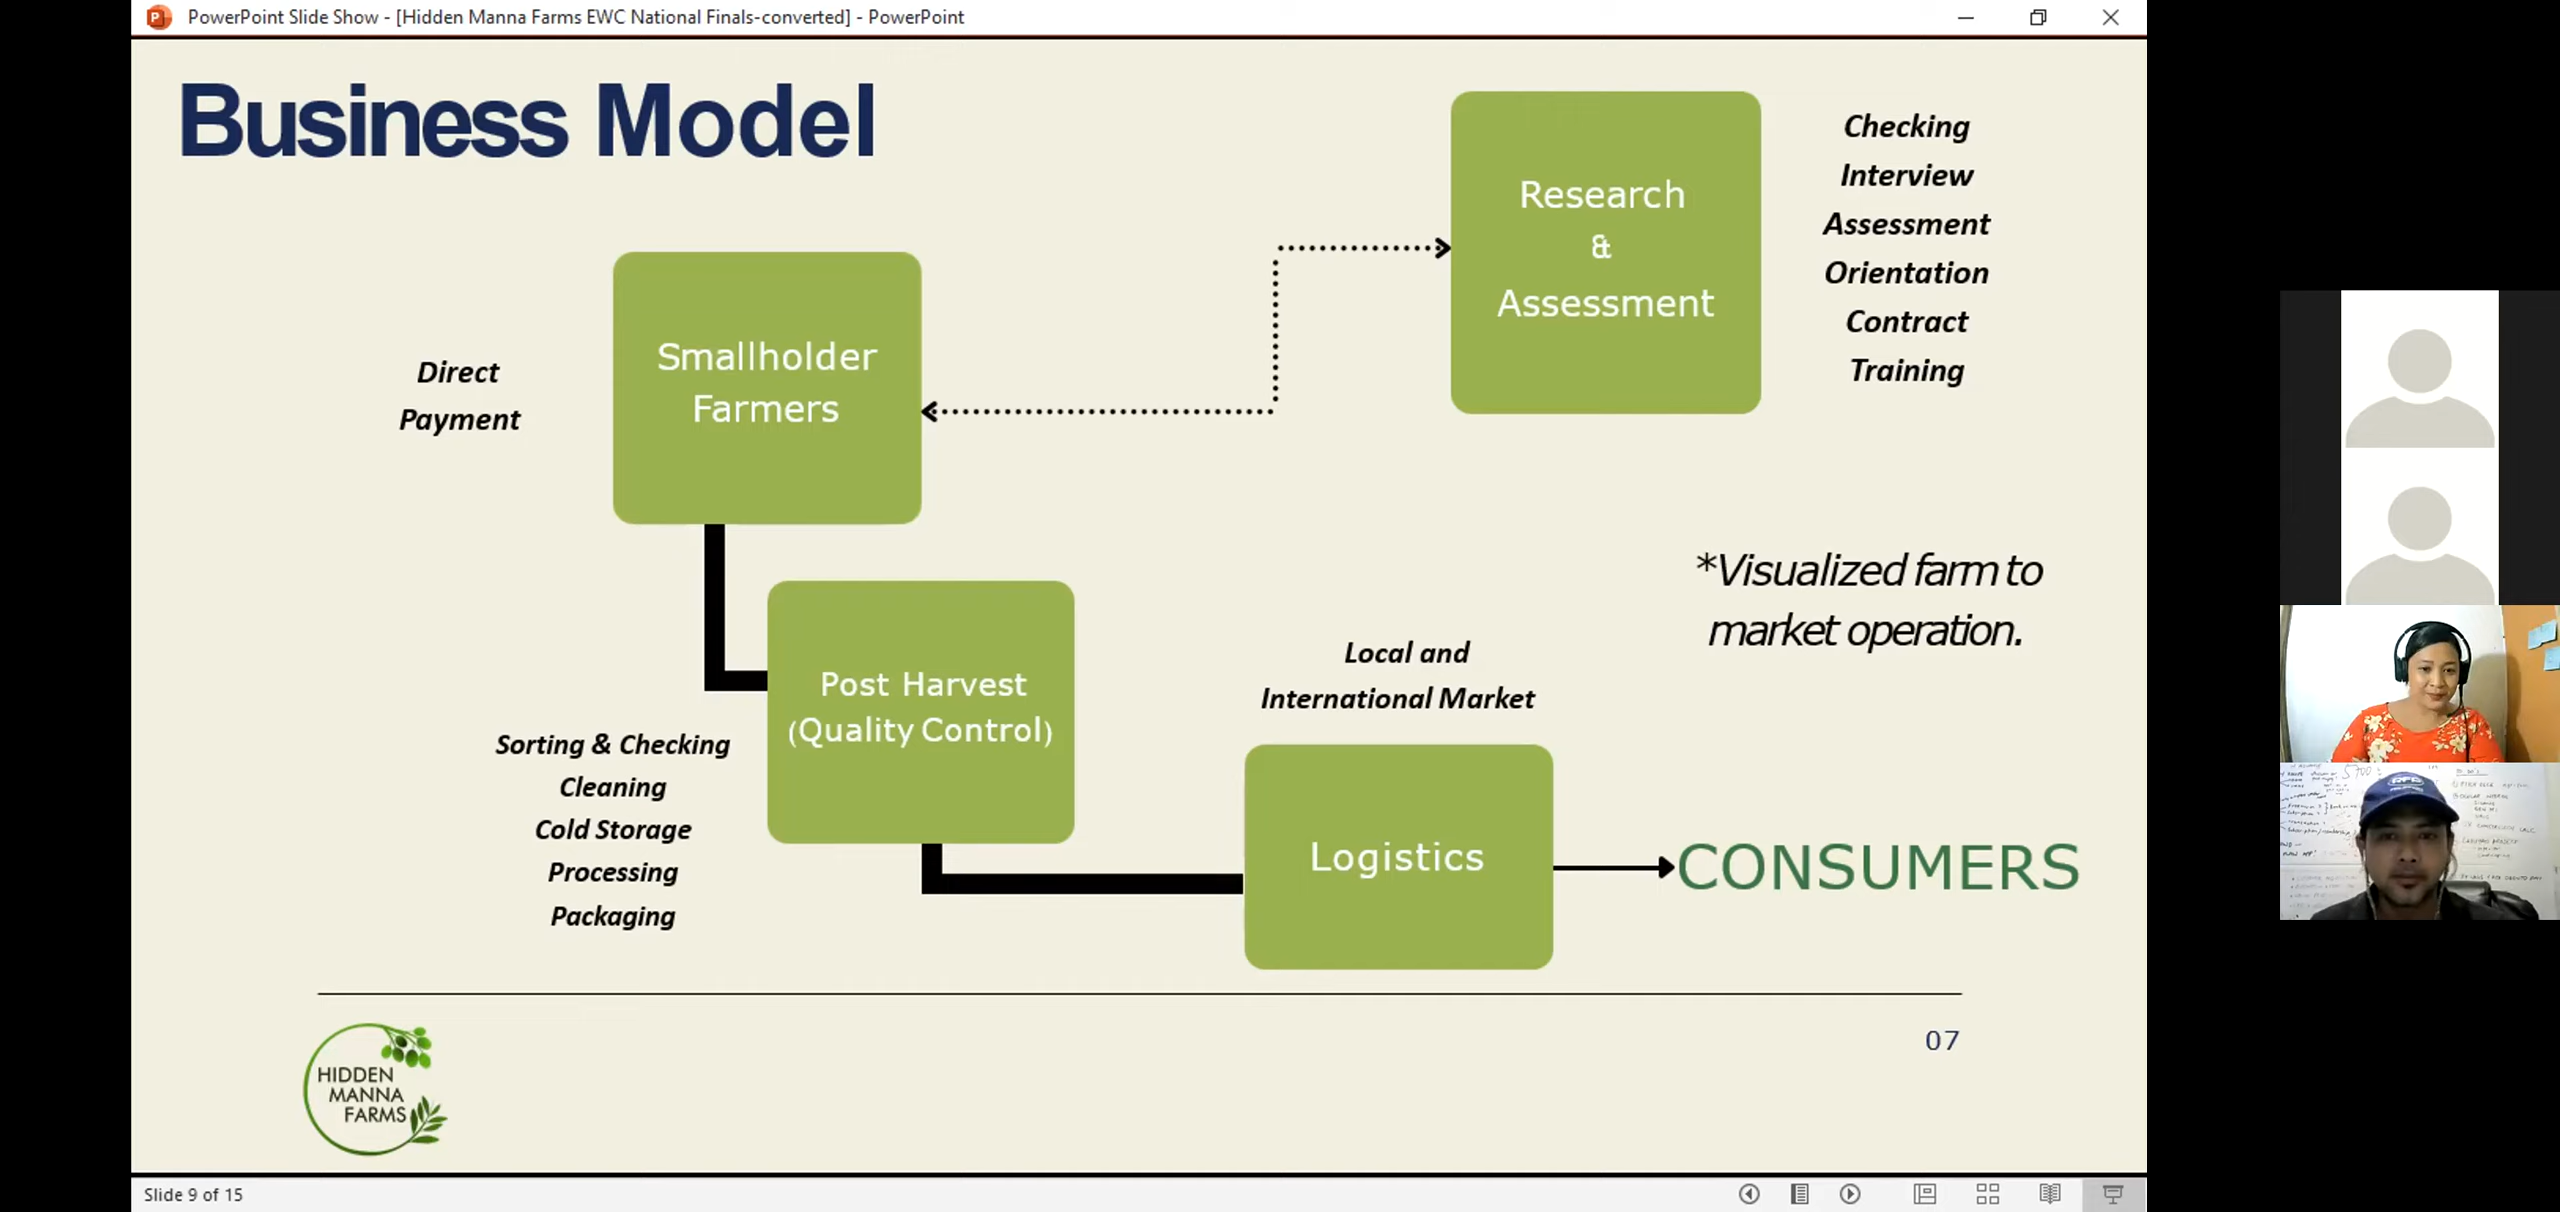 PowerPoint Slide Show - [Hidden Manna Farms EWC National Finals-converted] - PowerPoint
Business Model
Research
&
Assessment
Checking
Interview
Assessment
Orientation
Contract
Training
Smallholder
Farmers
Direct
Payment
*Visualized farm to
market operation.
Post Harvest
(Quality Control)
Sorting & Checking
Cleaning
Cold Storage
Processing
Packaging
Local and
International Market
Logistics
CONSUMERS
HIDDEN
MANNA
FARMS
07
Slide 9 of 15